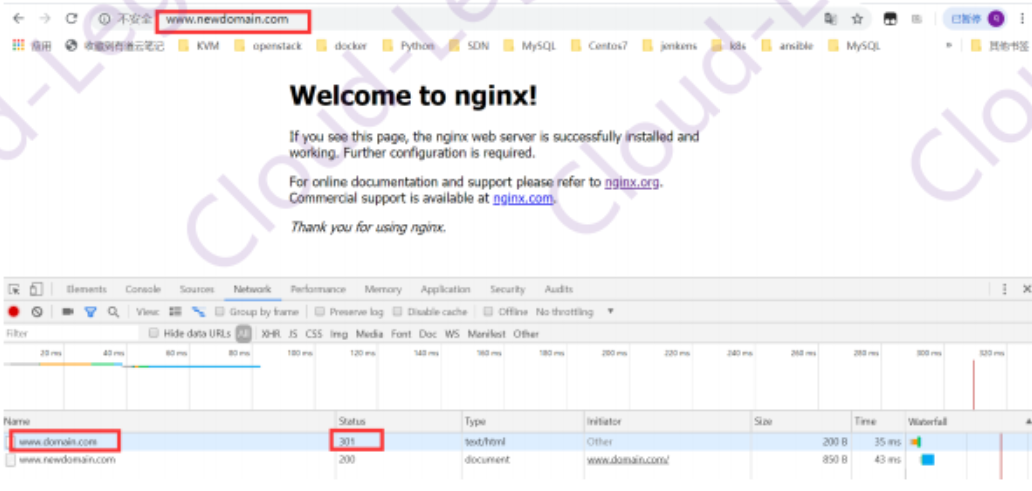 不安全 www.newdomain.com 已暂停
应用 收藏到有道云笔记 KVM openstack docker Python SDN MySQL Centos7 jenkens k8s ansible MySQL » 其他书签
Welcome to nginx!
If you see this page, the nginx web server is successfully installed and
working. Further configuration is required.
For online documentation and support please refer to nginx.org.
Commercial support is available at nginx.com.
Thank you for using nginx.
Elements Console Sources Network Performance Memory Application Security Audits
View: Group by frame Preserve log Disable cache Offline No throttling
Filter Hide data URLs All XHR JS CSS Img Media Font Doc WS Manifest Other
20 ms 40 ms 60 ms 80 ms 100 ms 120 ms 140 ms 160 ms 180 ms 200 ms 220 ms 240 ms 260 ms 280 ms 300 ms 320 ms
Name Status Type Initiator Size Time Waterfall
www.domain.com 301 text/html Other 200 B 35 ms
www.newdomain.com 200 document www.domain.com/ 850 B 43 ms